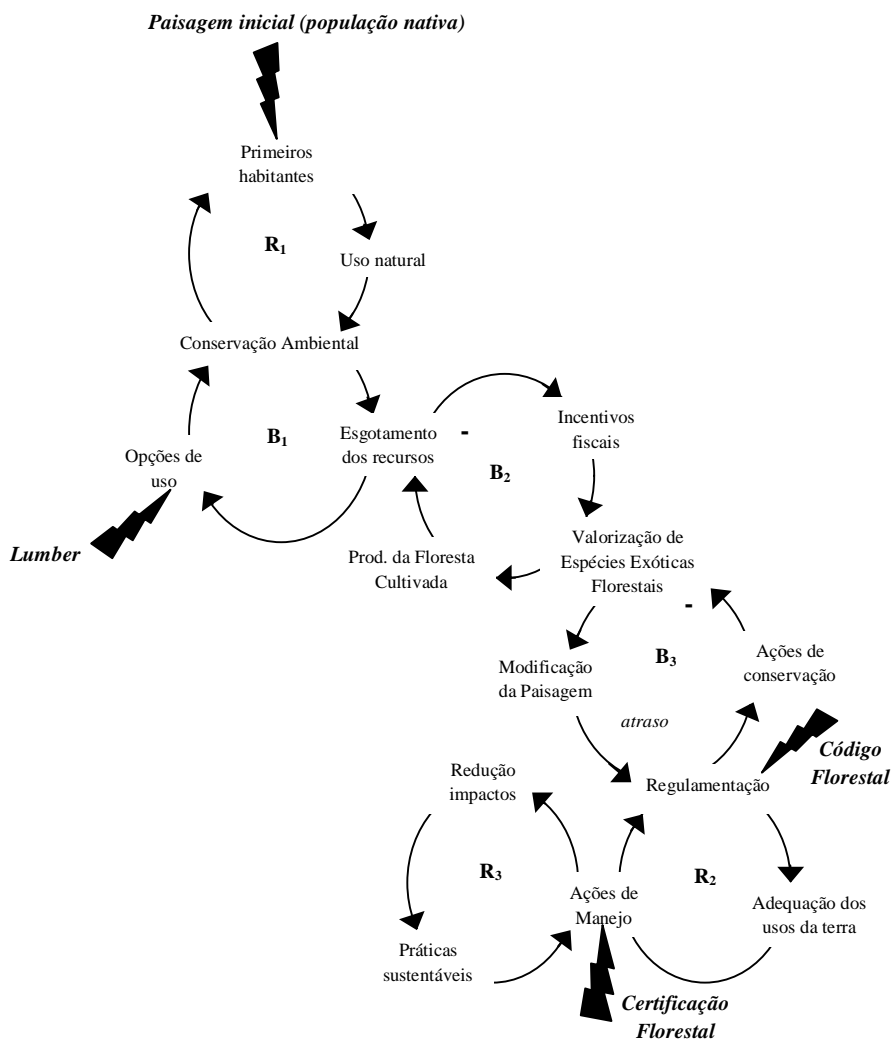 Paisagem inicial (população nativa)
Primeiros
habitantes
R1
Uso natural
Conservação Ambiental
B1
Esgotamento
dos recursos
-
Incentivos
fiscais
Opções de
uso
B2
Lumber
Prod. da Floresta
Cultivada
Valorização de
Espécies Exóticas
Florestais
-
Modificação
da Paisagem
B3
Ações de
conservação
atraso
Código
Florestal
Redução
impactos
Regulamentação
R3
Ações de
Manejo
R2
Adequação dos
usos da terra
Práticas
sustentáveis
Certificação
Florestal